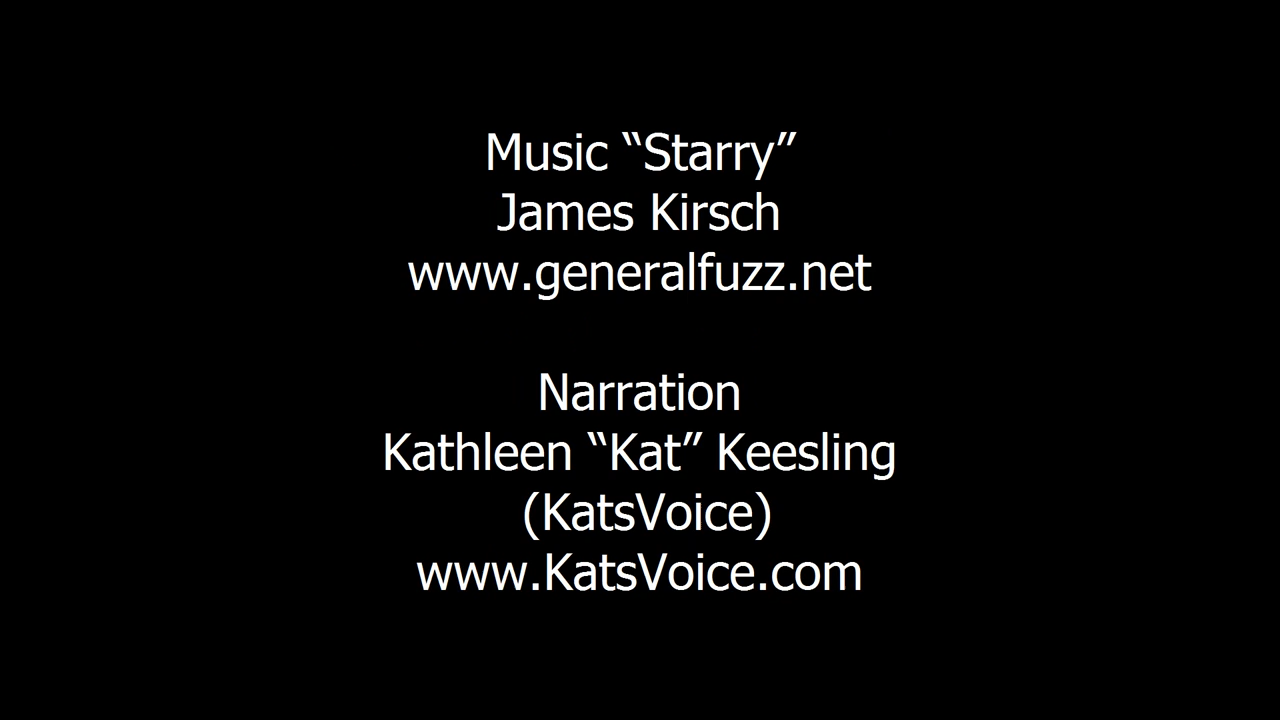 Music “Starry”
James Kirsch
www.generalfuzz.net
Narration
Kathleen “Kat” Keesling
(KatsVoice)
www.KatsVoice.com